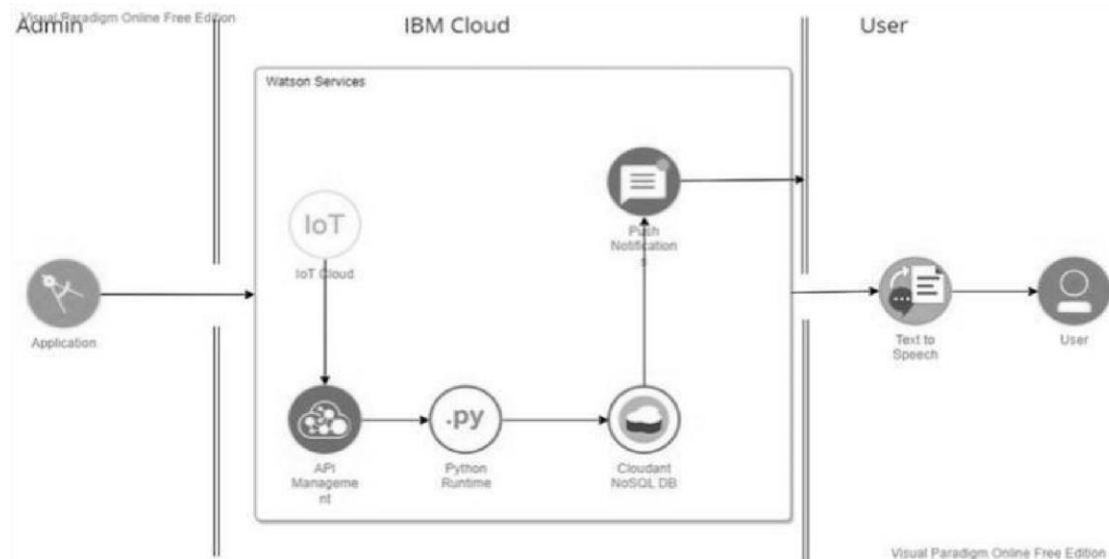 Visual Paradigm Online Free Edition
Admin
IBM Cloud
User
Watson Services
IoT
IoT Cloud
Push
Notification
s
Application
Text to
Speech
User
.py
API
Manageme
nt
Python
Runtime
Cloudant
NoSQL DB
Visual Paradigm Online Free Edition